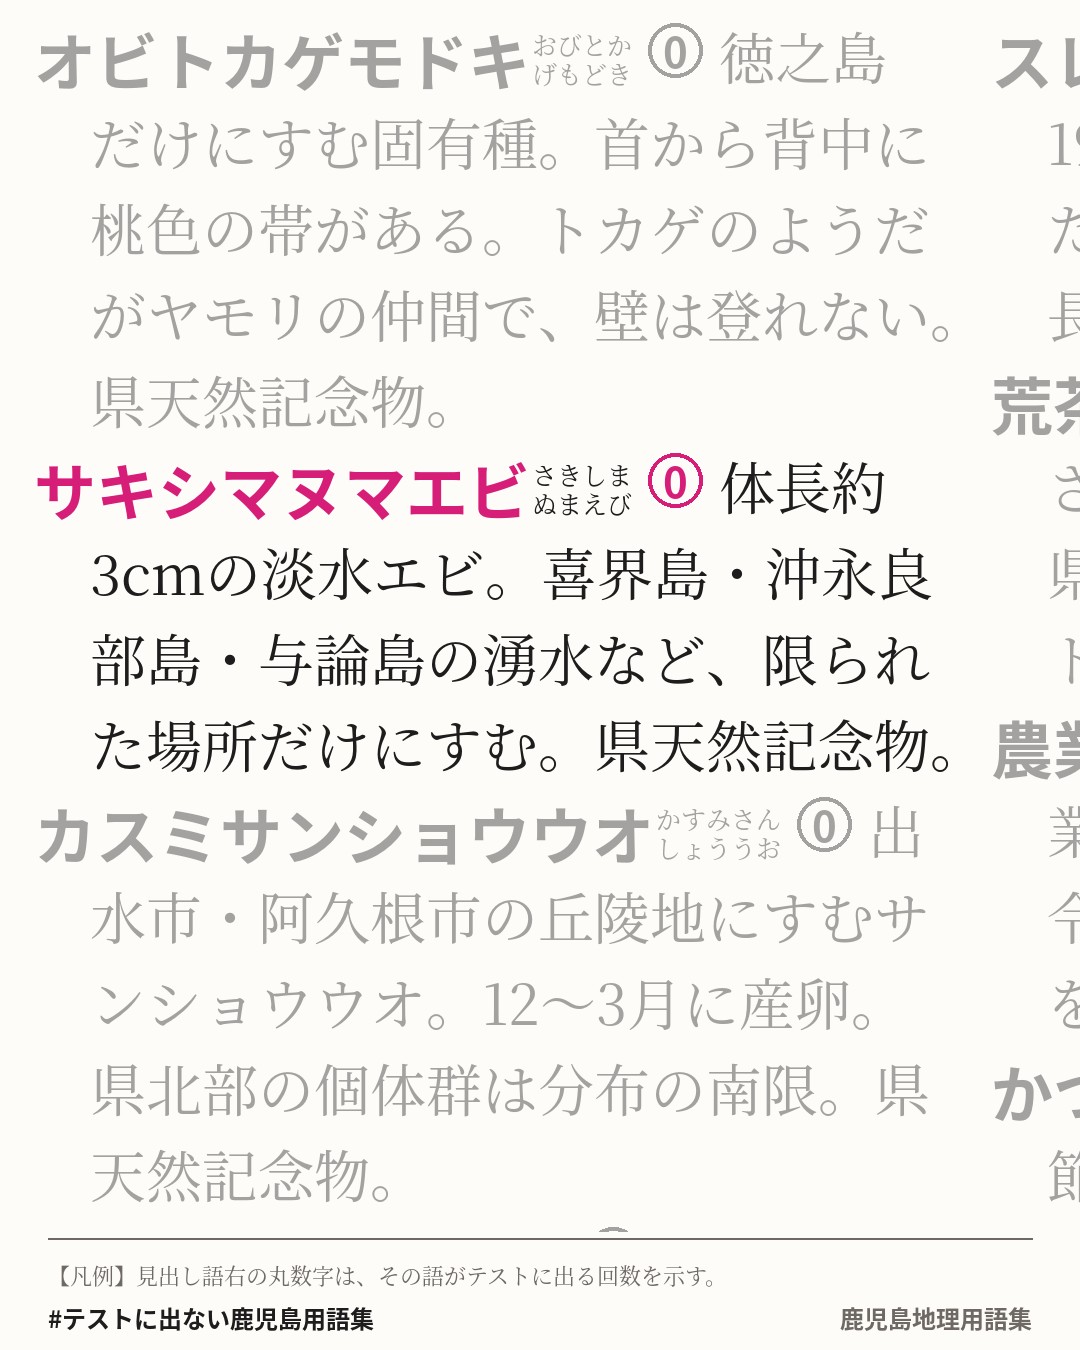 オビトカゲモドキ おびとかげもどき ⓪ 徳之島
だけにすむ固有種。首から背中に
桃色の帯がある。トカゲのようだ
がヤモリの仲間で、壁は登れない。
県天然記念物。
サキシマヌマエビ さきしまぬまえび ⓪ 体長約
3cmの淡水エビ。喜界島・沖永良
部島・与論島の湧水など、限られ
た場所だけにすむ。県天然記念物。
カスミサンショウウオ かすみさんしょううお ⓪ 出
水市・阿久根市の丘陵地にすむサ
ンショウウオ。12〜3月に産卵。
県北部の個体群は分布の南限。県
天然記念物。
荒
農
業
かつ
節
【凡例】見出し語右の丸数字は、その語がテストに出る回数を示す。
#テストに出ない鹿児島用語集
鹿児島地理用語集